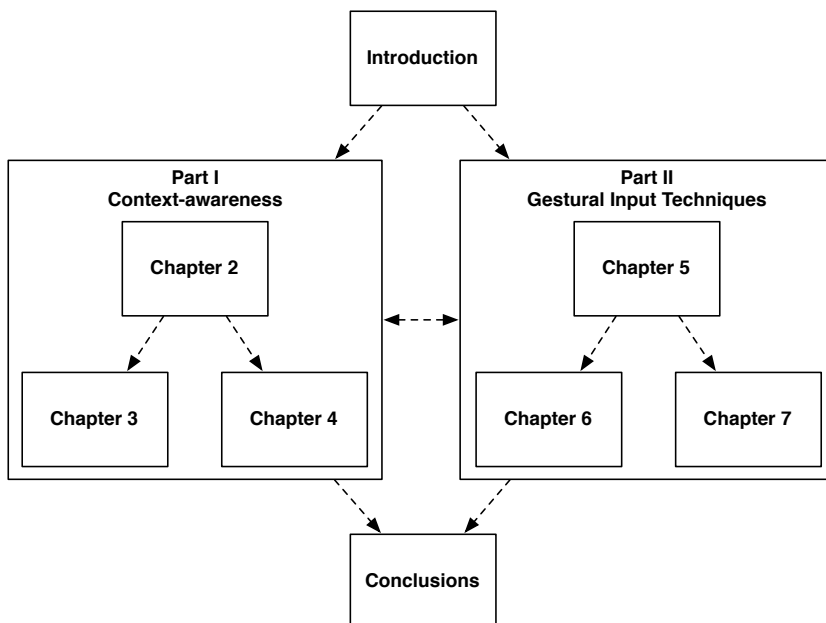 Introduction
Part I
Context-awareness
Chapter 2
Chapter 3
Chapter 4
Part II
Gestural Input Techniques
Chapter 5
Chapter 6
Chapter 7
Conclusions